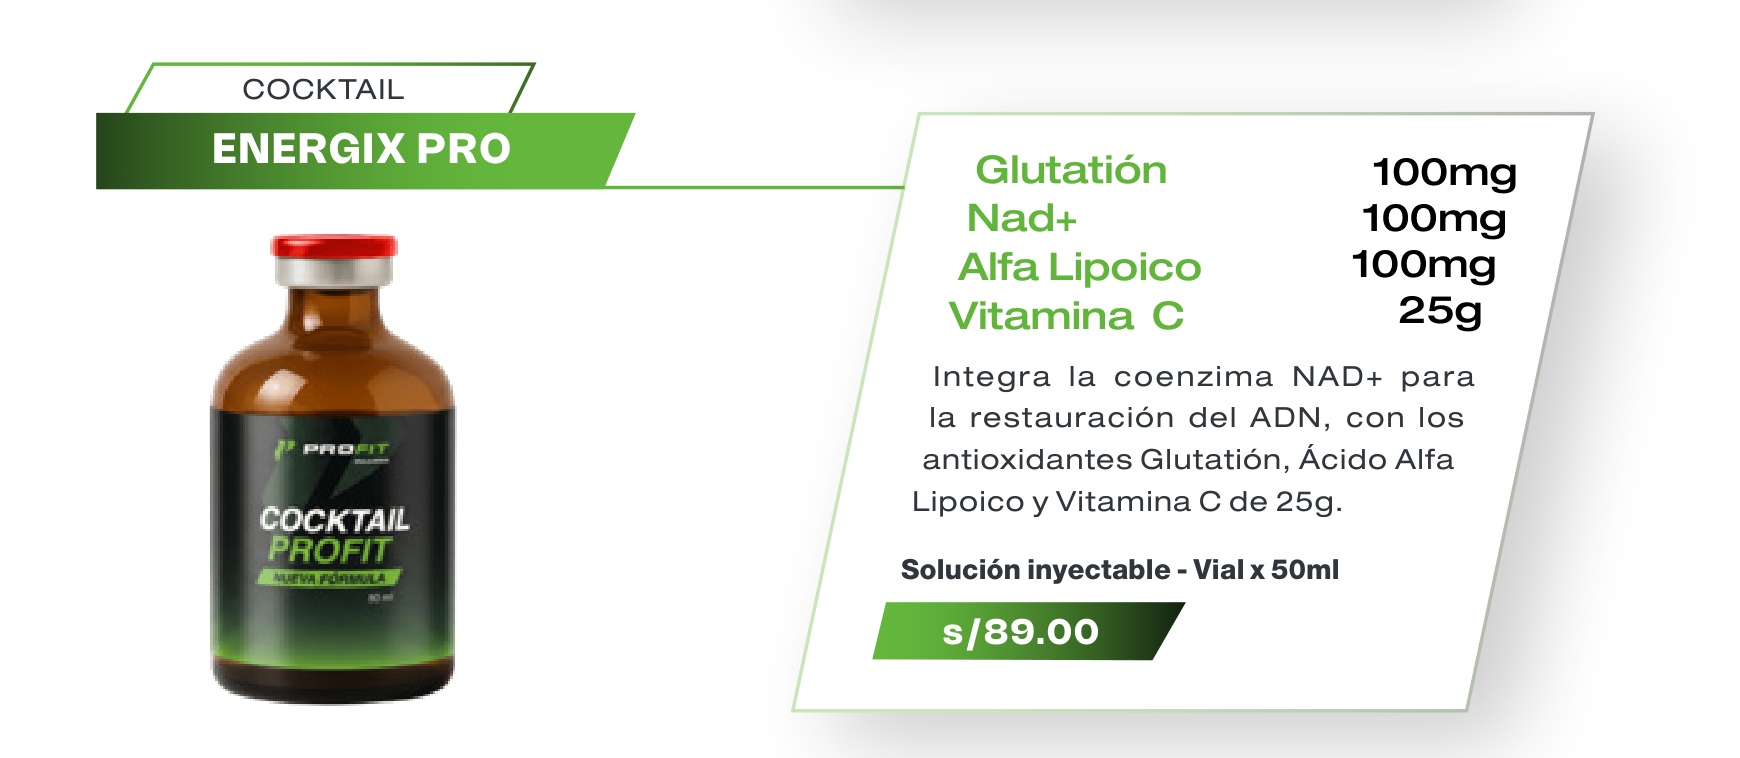 COCKTAIL
ENERGIX PRO
Glutatión 100mg
Nad+ 100mg
Alfa Lipoico 100mg
Vitamina C 25g
Integra la coenzima NAD+ para
la restauración del ADN, con los
antioxidantes Glutatión, Ácido Alfa
Lipoico y Vitamina C de 25g.
Solución inyectable - Vial x 50ml
s/89.00
PROFIT
COCKTAIL
PROFIT
NUEVA FÓRMULA
50 ml